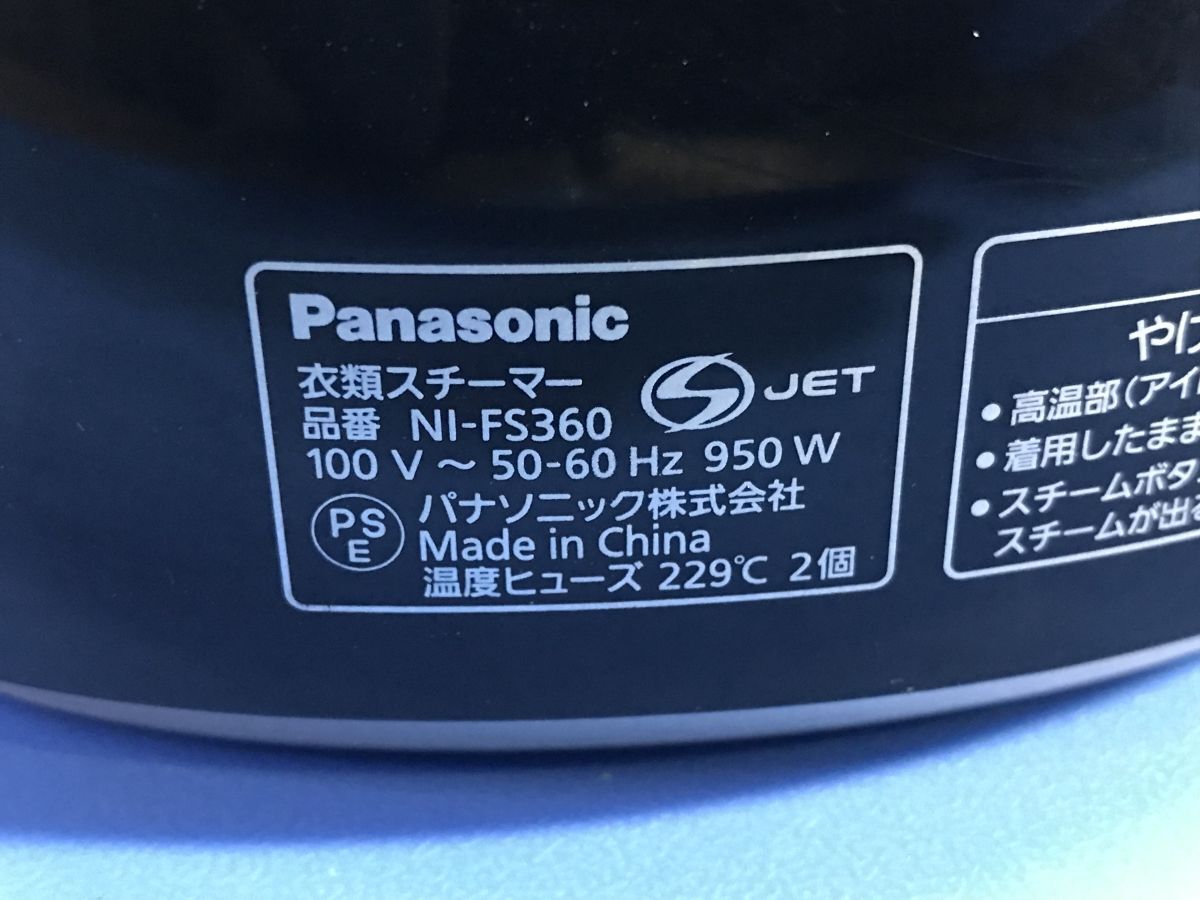 Panasonic
衣類スチーマー
S JET
品番 NI-FS360
100 V ～ 50-60 Hz 950 W
PS
E
パナソニック株式会社
Made in China
温度ヒューズ 229℃ 2個
やけ
• 高温部(アイ
• 着用したまま
• スチームボタ
スチームが出る